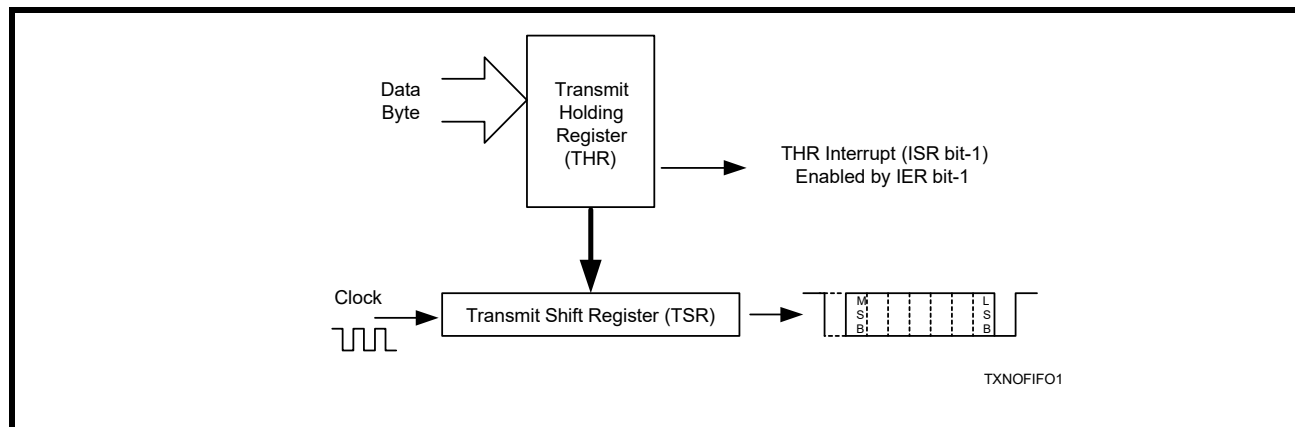 Data
Byte
Transmit
Holding
Register
(THR)
THR Interrupt (ISR bit-1)
Enabled by IER bit-1
Clock
Transmit Shift Register (TSR)
M
S
B
L
S
B
TXNOFIFO1